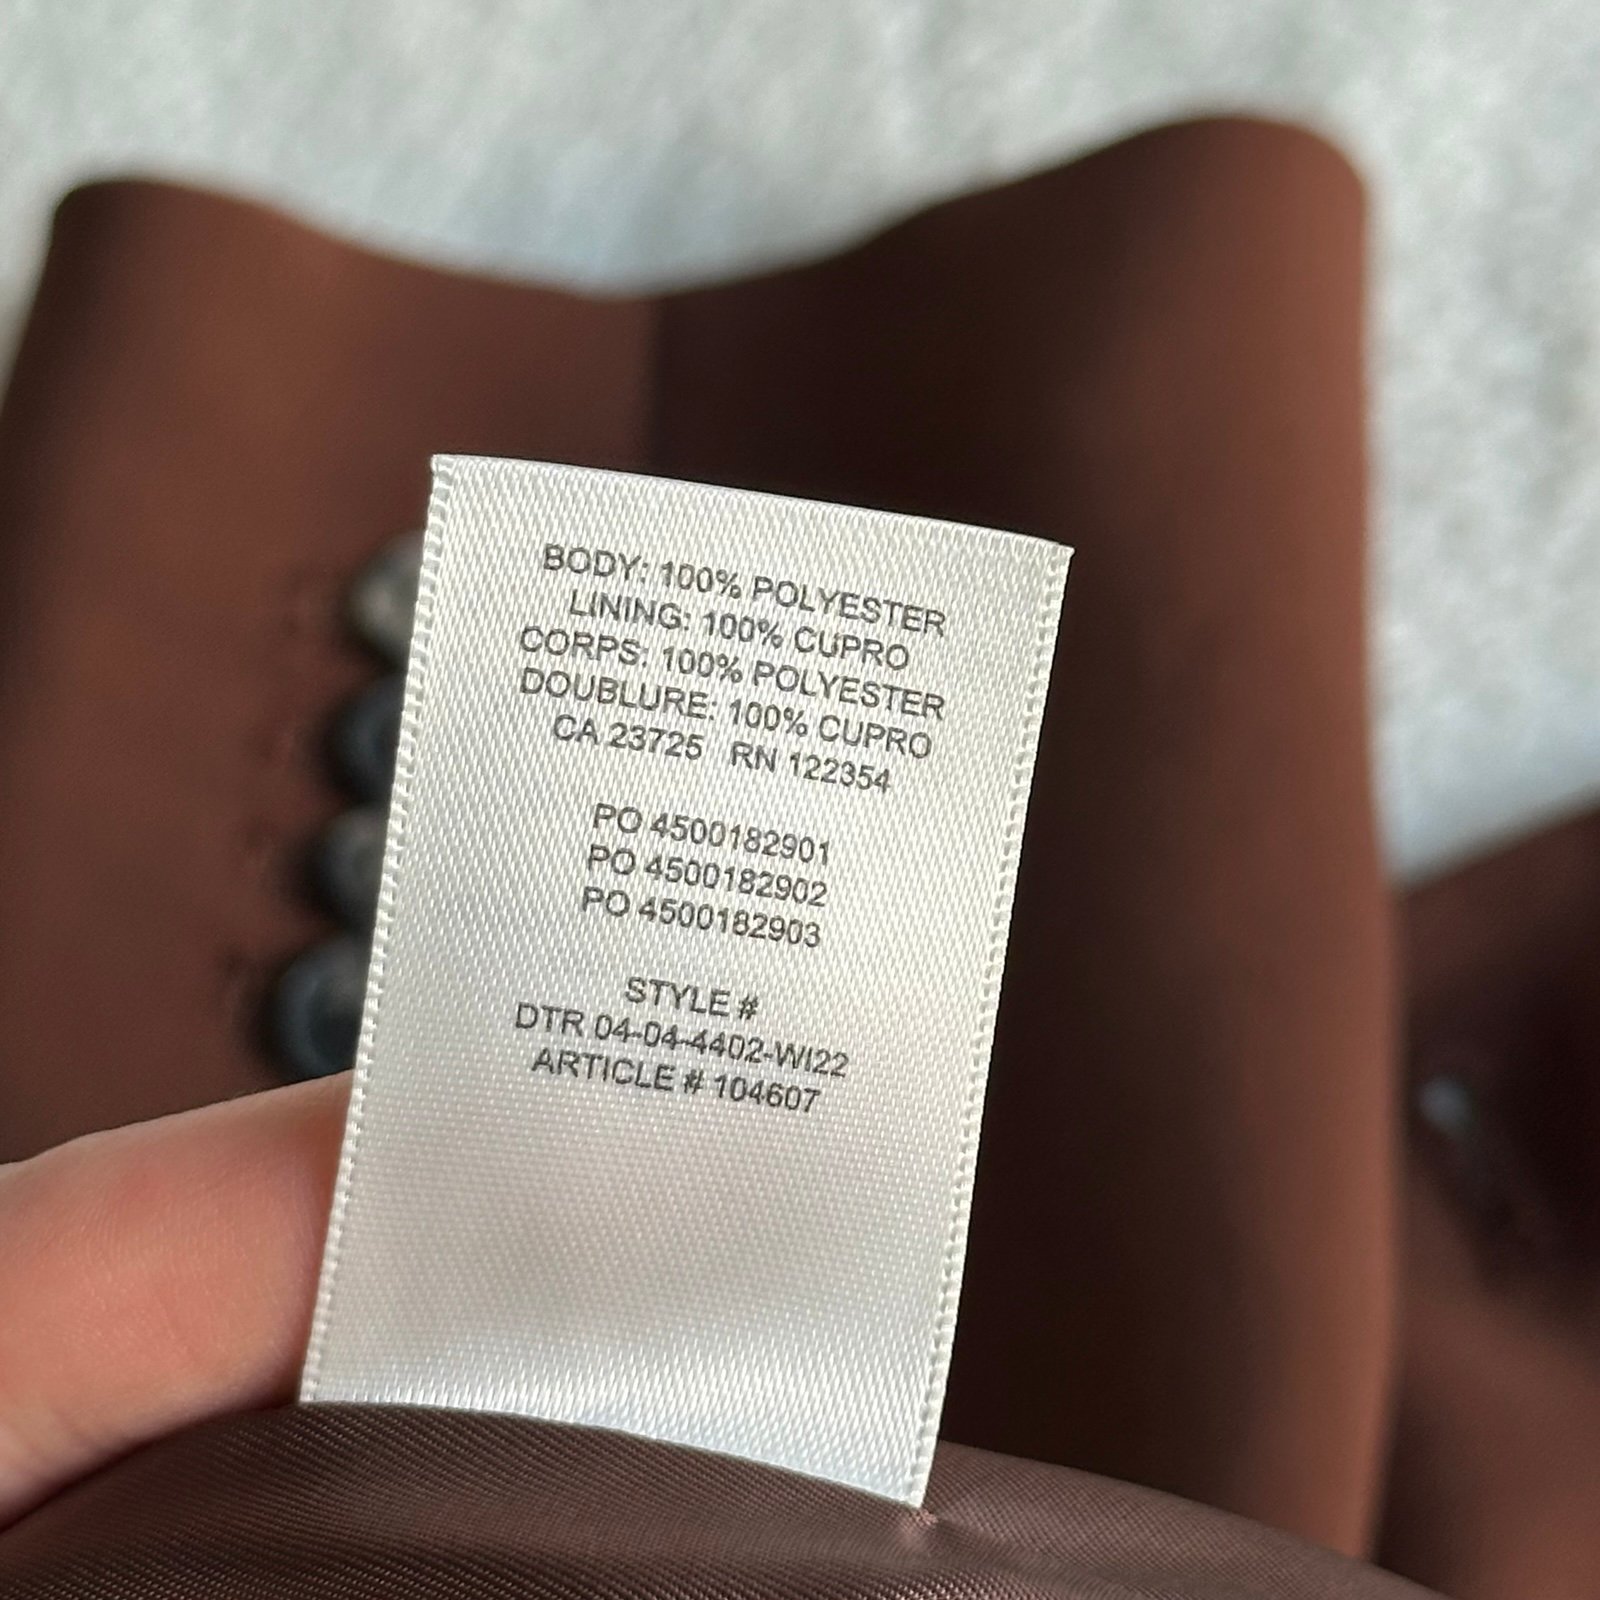 BODY: 100% POLYESTER
LINING: 100% CUPRO
CORPS: 100% POLYESTER
DOUBLURE: 100% CUPRO
CA 23725 RN 122354
PO 4500182901
PO 4500182902
PO 4500182903
STYLE #
DTR 04-04-4402-WI22
ARTICLE # 104607